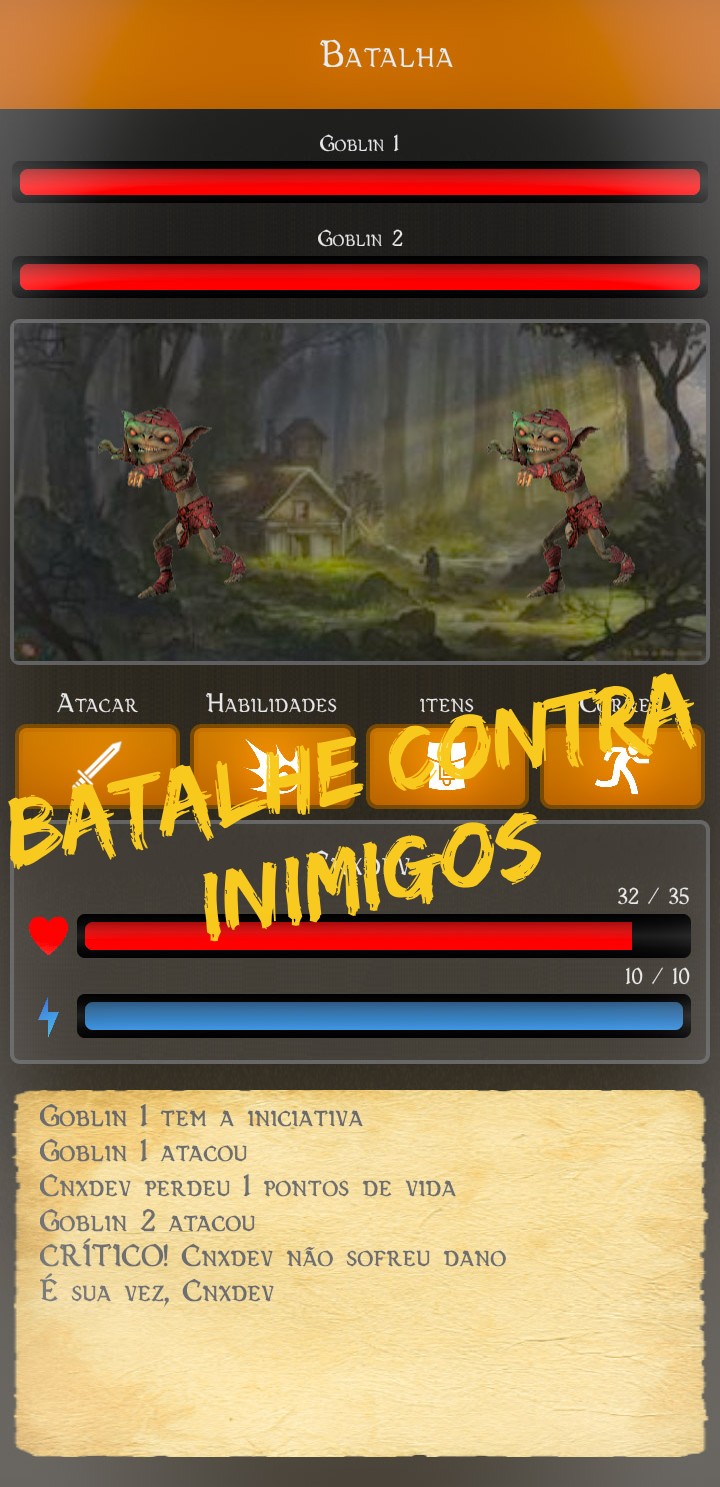 Batalha
Goblin 1
Goblin 2
Atacar Habilidades itens Correr
BATALHE CONTRA
INIMIGOS
Cnxdev
32 / 35
10 / 10
Goblin 1 tem a iniciativa
Goblin 1 atacou
Cnxdev perdeu 1 pontos de vida
Goblin 2 atacou
CRÍTICO! Cnxdev não sofreu dano
É sua vez, Cnxdev